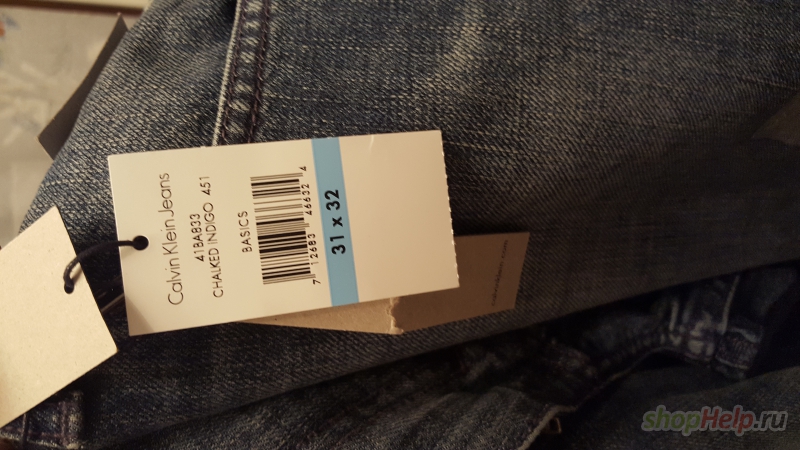 Calvin Klein Jeans
41BA833
CHALKED INDIGO 451
BASICS
7 12683 46632 4
31 x 32
shopHelp.ru